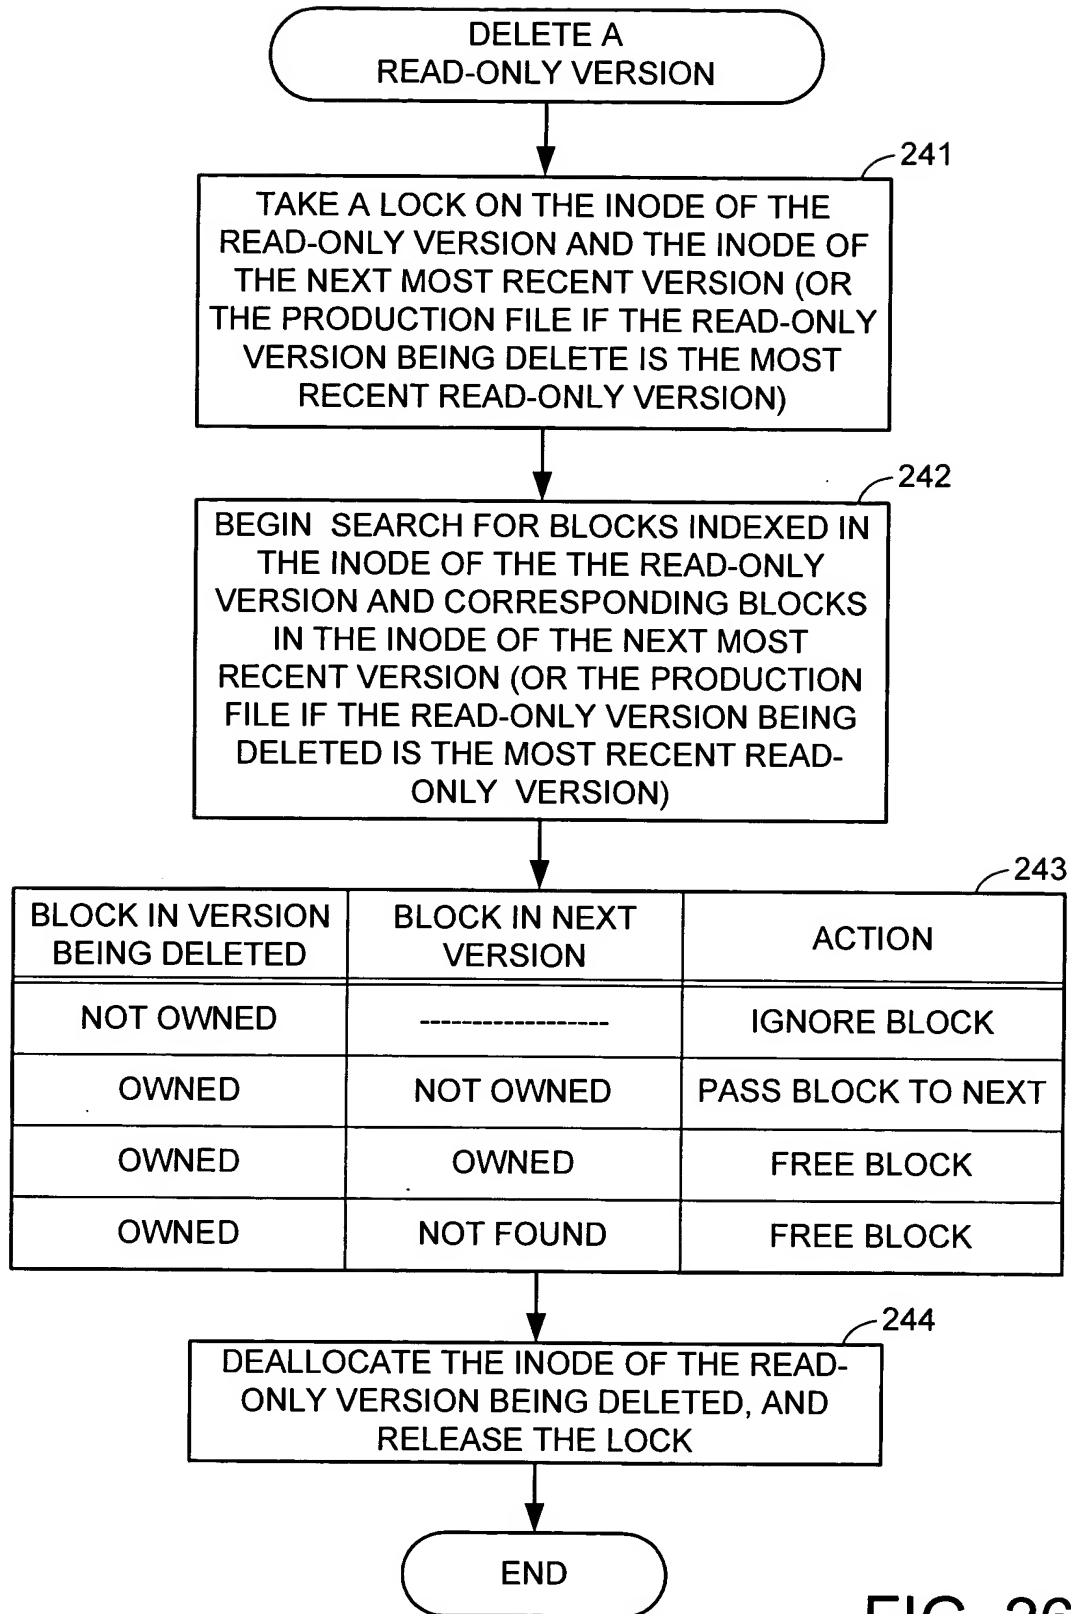 DELETE A
READ-ONLY VERSION
241
TAKE A LOCK ON THE INODE OF THE
READ-ONLY VERSION AND THE INODE OF
THE NEXT MOST RECENT VERSION (OR
THE PRODUCTION FILE IF THE READ-ONLY
VERSION BEING DELETE IS THE MOST
RECENT READ-ONLY VERSION)
242
BEGIN SEARCH FOR BLOCKS INDEXED IN
THE INODE OF THE THE READ-ONLY
VERSION AND CORRESPONDING BLOCKS
IN THE INODE OF THE NEXT MOST
RECENT VERSION (OR THE PRODUCTION
FILE IF THE READ-ONLY VERSION BEING
DELETED IS THE MOST RECENT READ-
ONLY VERSION)
243
BLOCK IN VERSION
BEING DELETED
BLOCK IN NEXT
VERSION
ACTION
NOT OWNED
------------------
IGNORE BLOCK
OWNED
NOT OWNED
PASS BLOCK TO NEXT
OWNED
OWNED
FREE BLOCK
OWNED
NOT FOUND
FREE BLOCK
244
DEALLOCATE THE INODE OF THE READ-
ONLY VERSION BEING DELETED, AND
RELEASE THE LOCK
END